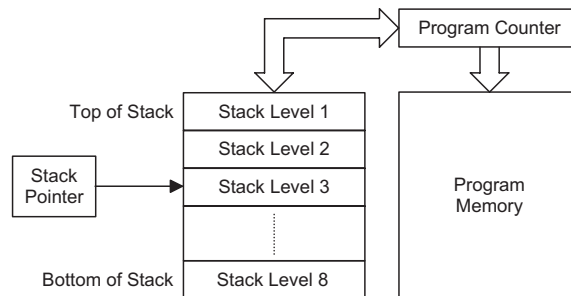 Program Counter
Top of Stack
Stack Level 1
Stack Level 2
Stack
Pointer
Stack Level 3
Program
Memory
Bottom of Stack
Stack Level 8